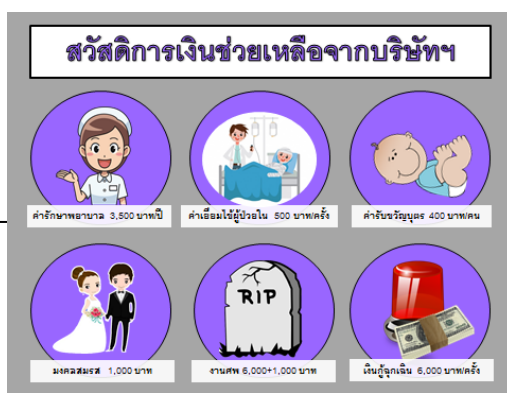 สวัสดิการเงินช่วยเหลือจากบริษัทฯ
ค่ารักษาพยาบาล 3,500 บาท/ปี
ค่าเยี่ยมไข้ผู้ป่วยใน 500 บาท/ครั้ง
ค่ารับขวัญบุตร 400 บาท/คน
RIP
มงคลสมรส 1,000 บาท
งานศพ 6,000+1,000 บาท
เงินกู้ฉุกเฉิน 6,000 บาท/ครั้ง